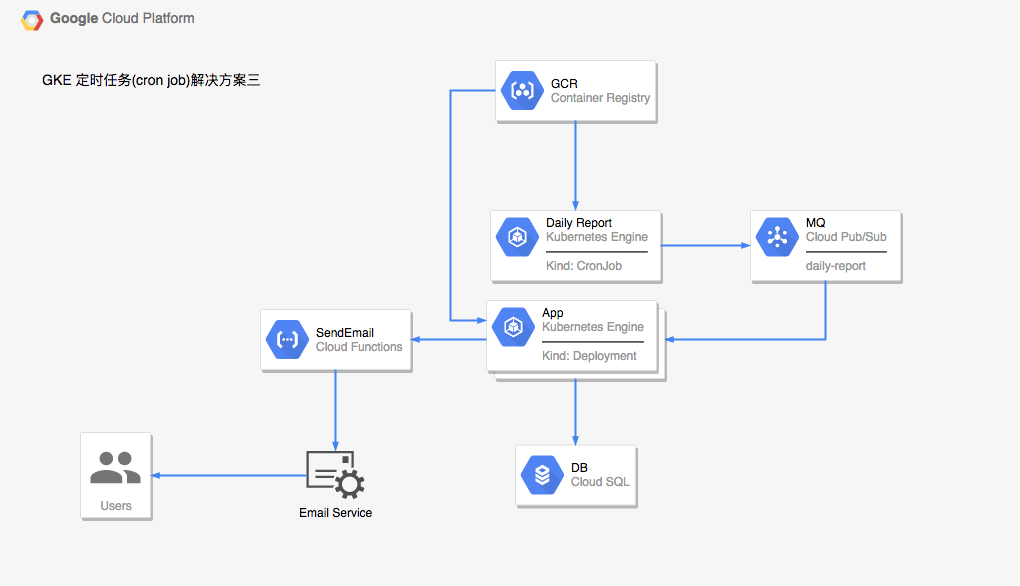 Google Cloud Platform
GKE 定时任务(cron job)解决方案三
GCR
Container Registry
Daily Report
Kubernetes Engine
Kind: CronJob
MQ
Cloud Pub/Sub
daily-report
App
Kubernetes Engine
Kind: Deployment
SendEmail
Cloud Functions
DB
Cloud SQL
Users
Email Service